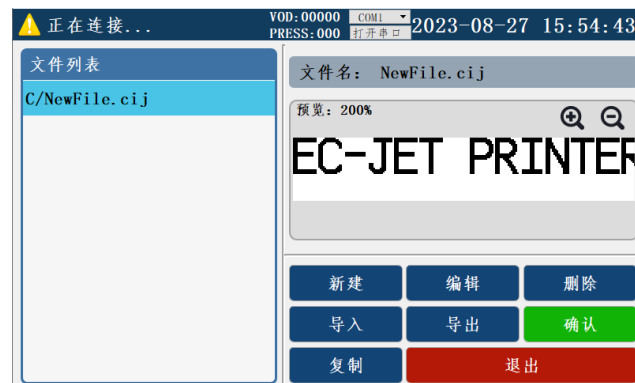 正在连接...
VOD:00000 COM1
PRESS:000 打开串口
2023-08-27 15:54:43
文件列表
C/NewFile.cij
文件名: NewFile.cij
预览: 200%
EC-JET PRINTER
新建 编辑 删除
导入 导出 确认
复制 退出